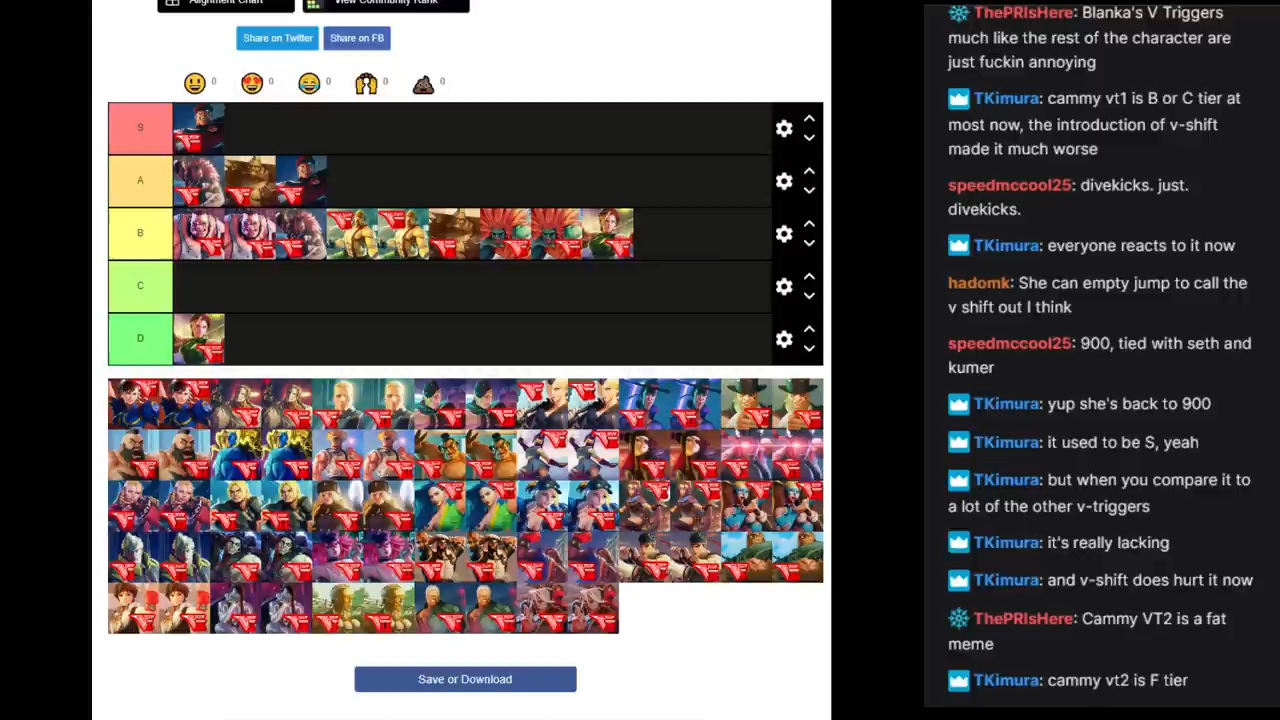 Alignment Chart
View Community Rank
Share on Twitter
Share on FB
0
0
0
0
0
S
A
B
C
D
Save or Download
ThePRIsHere: Blanka's V Triggers
much like the rest of the character are
just fuckin annoying
TKimura: cammy vt1 is B or C tier at
most now, the introduction of v-shift
made it much worse
speedmccool25: divekicks. just.
divekicks.
TKimura: everyone reacts to it now
hadomk: She can empty jump to call the
v shift out I think
speedmccool25: 900, tied with seth and
kumer
TKimura: yup she's back to 900
TKimura: it used to be S, yeah
TKimura: but when you compare it to
a lot of the other v-triggers
TKimura: it's really lacking
TKimura: and v-shift does hurt it now
ThePRIsHere: Cammy VT2 is a fat
meme
TKimura: cammy vt2 is F tier